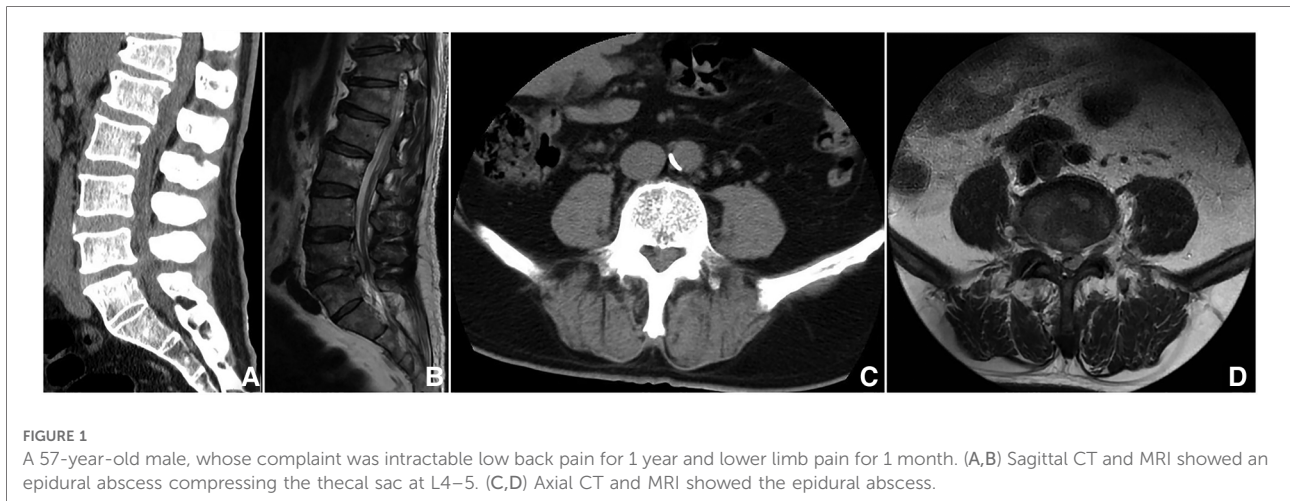 A
B
C
D
FIGURE 1
A 57-year-old male, whose complaint was intractable low back pain for 1 year and lower limb pain for 1 month. (A,B) Sagittal CT and MRI showed an
epidural abscess compressing the thecal sac at L4–5. (C,D) Axial CT and MRI showed the epidural abscess.